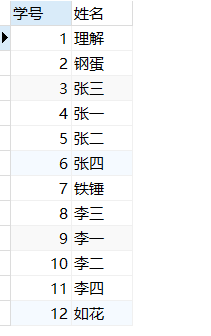 学号 姓名
1 理解
2 钢蛋
3 张三
4 张一
5 张二
6 张四
7 铁锤
8 李三
9 李一
10 李二
11 李四
12 如花